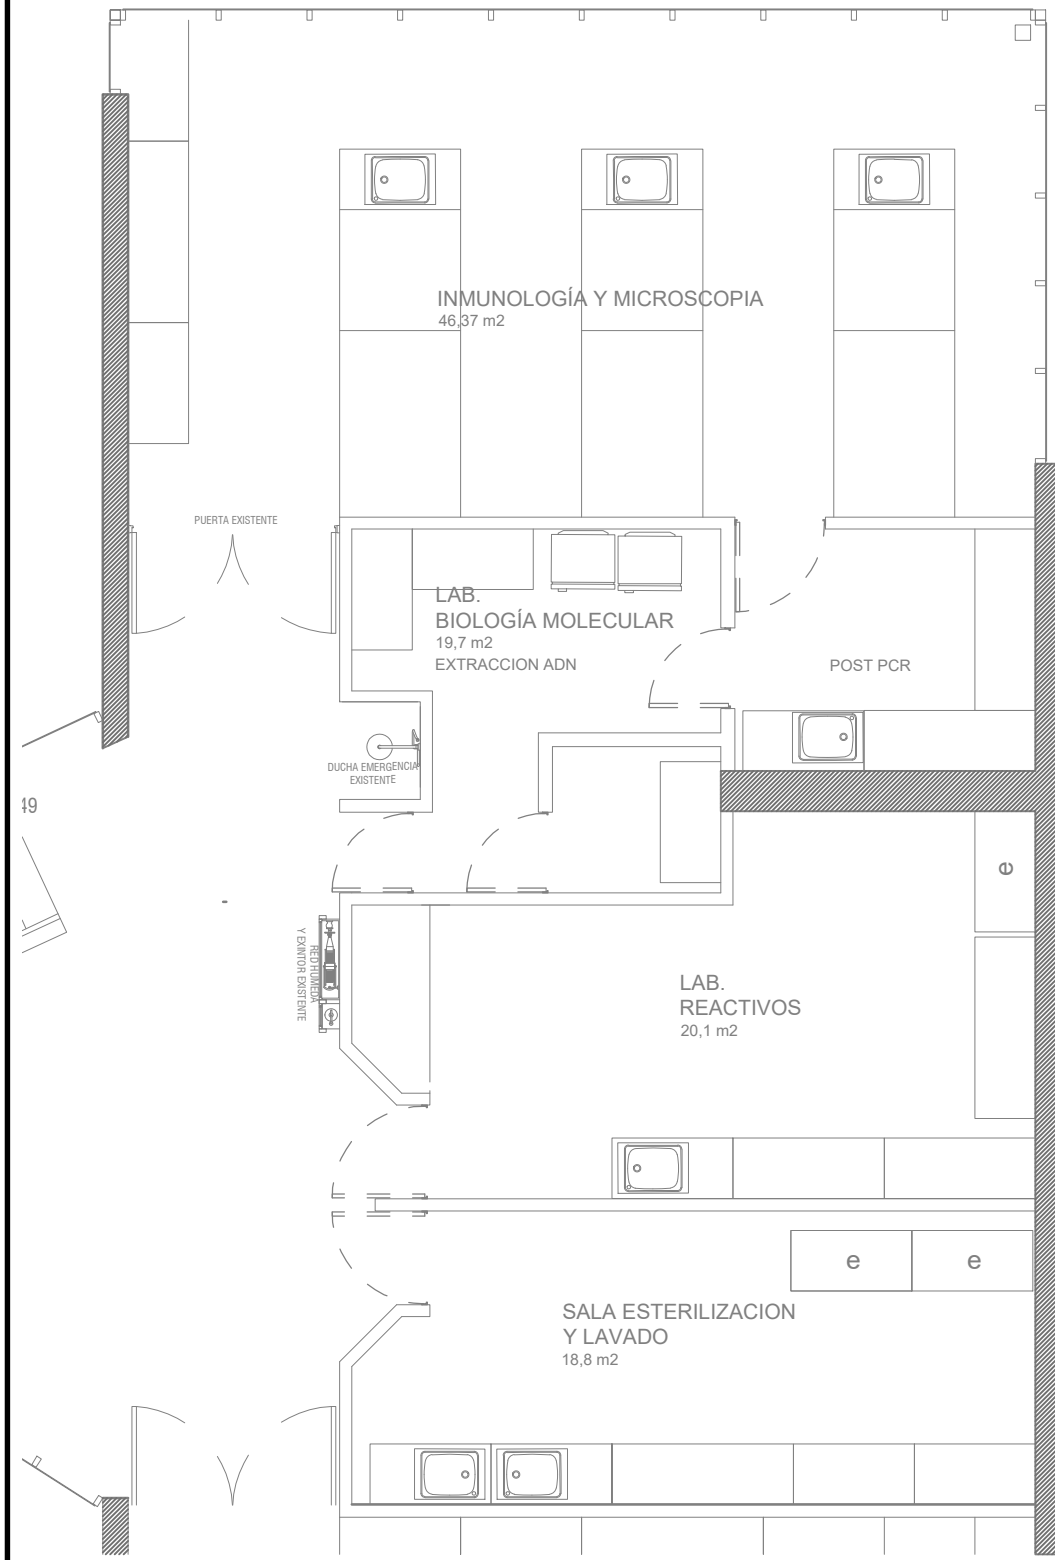 INMUNOLOGÍA Y MICROSCOPIA
46,37 m2
PUERTA EXISTENTE
LAB.
BIOLOGÍA MOLECULAR
19,7 m2
EXTRACCION ADN
POST PCR
DUCHA EMERGENCIA
EXISTENTE
49
e
RED HUMEDA
Y EXINTOR EXISTENTE
LAB.
REACTIVOS
20,1 m2
e
e
SALA ESTERILIZACION
Y LAVADO
18,8 m2